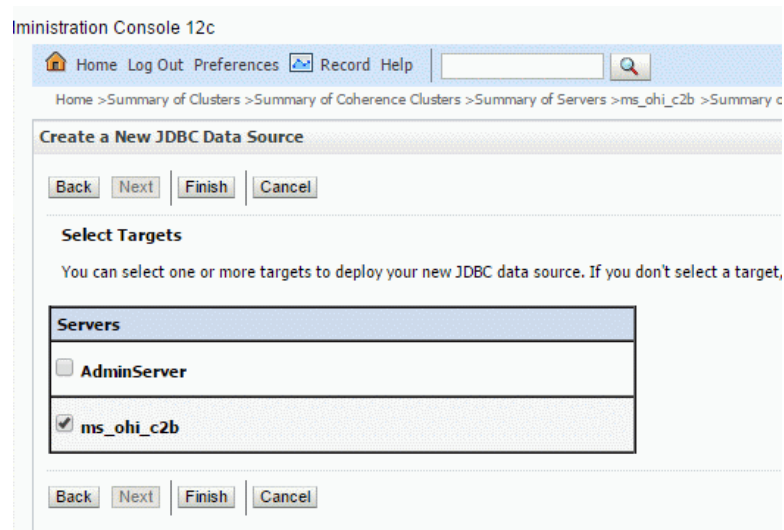 ministration Console 12c
Home Log Out Preferences Record Help
Home >Summary of Clusters >Summary of Coherence Clusters >Summary of Servers >ms_ohi_c2b >Summary
Create a New JDBC Data Source
Back Next Finish Cancel
Select Targets
You can select one or more targets to deploy your new JDBC data source. If you don't select a target,
Servers
AdminServer
ms_ohi_c2b
Back Next Finish Cancel